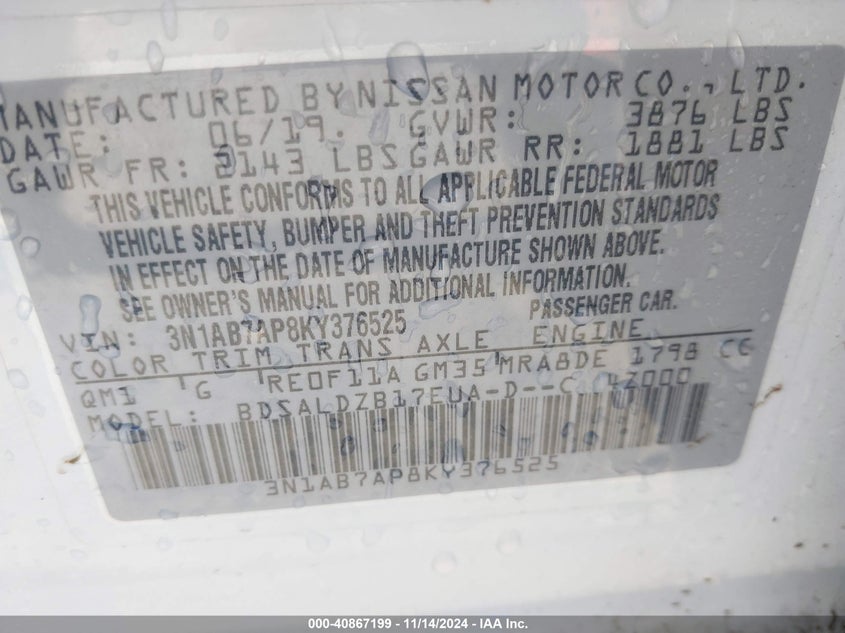 MANUFACTURED BY NISSAN MOTOR CO., LTD.
DATE: 06/19. GVWR: 3876 LBS
GAWR FR: 2143 LBS GAWR RR: 1881 LBS
THIS VEHICLE CONFORMS TO ALL APPLICABLE FEDERAL MOTOR
VEHICLE SAFETY, BUMPER AND THEFT PREVENTION STANDARDS
IN EFFECT ON THE DATE OF MANUFACTURE SHOWN ABOVE.
SEE OWNER'S MANUAL FOR ADDITIONAL INFORMATION.
VIN: 3N1AB7AP8KY376525 PASSENGER CAR.
COLOR TRIM TRANS AXLE ENGINE
QM1 G RE0F11A GM35 MRA8DE 1798 CC
MODEL: BDSALDZB17EUA-D--C 42000
3N1AB7AP8KY376525
000-40867199 - 11/14/2024 - IAA Inc.